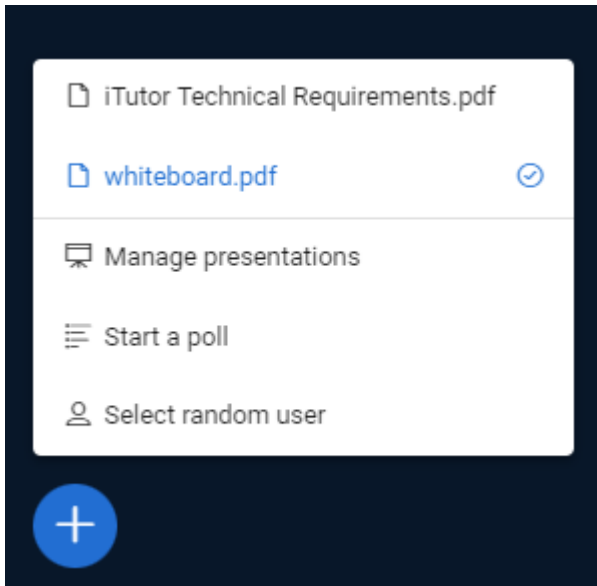 iTutor Technical Requirements.pdf
whiteboard.pdf
Manage presentations
Start a poll
Select random user